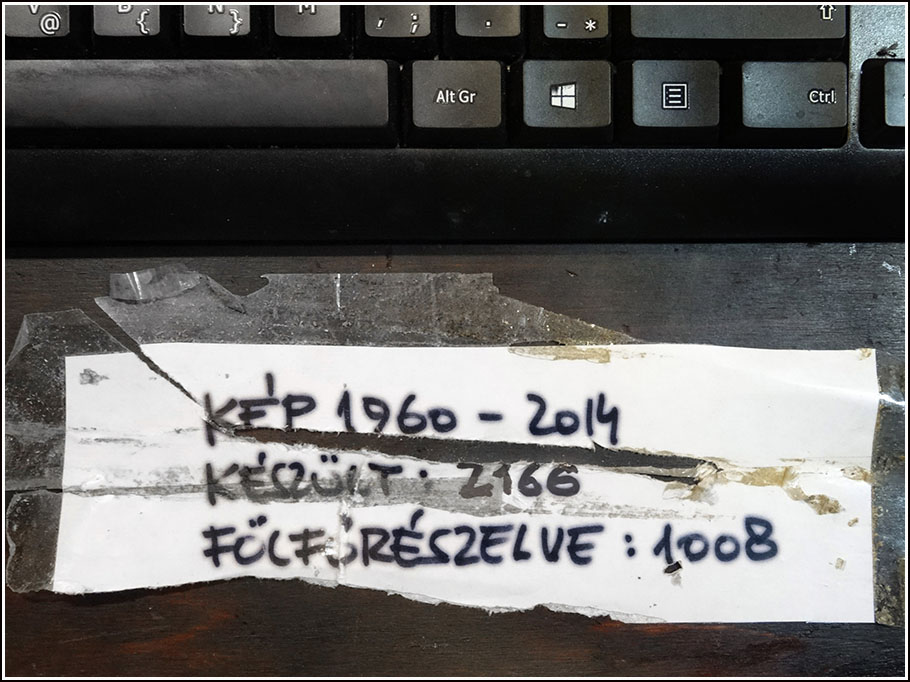 V @ B { N } M , ; . : - * ⇧
Alt Gr Ctrl
KÉP 1960 - 2014
KÉSZÜLT: 2166
FÖLFŰRÉSZELVE: 1008